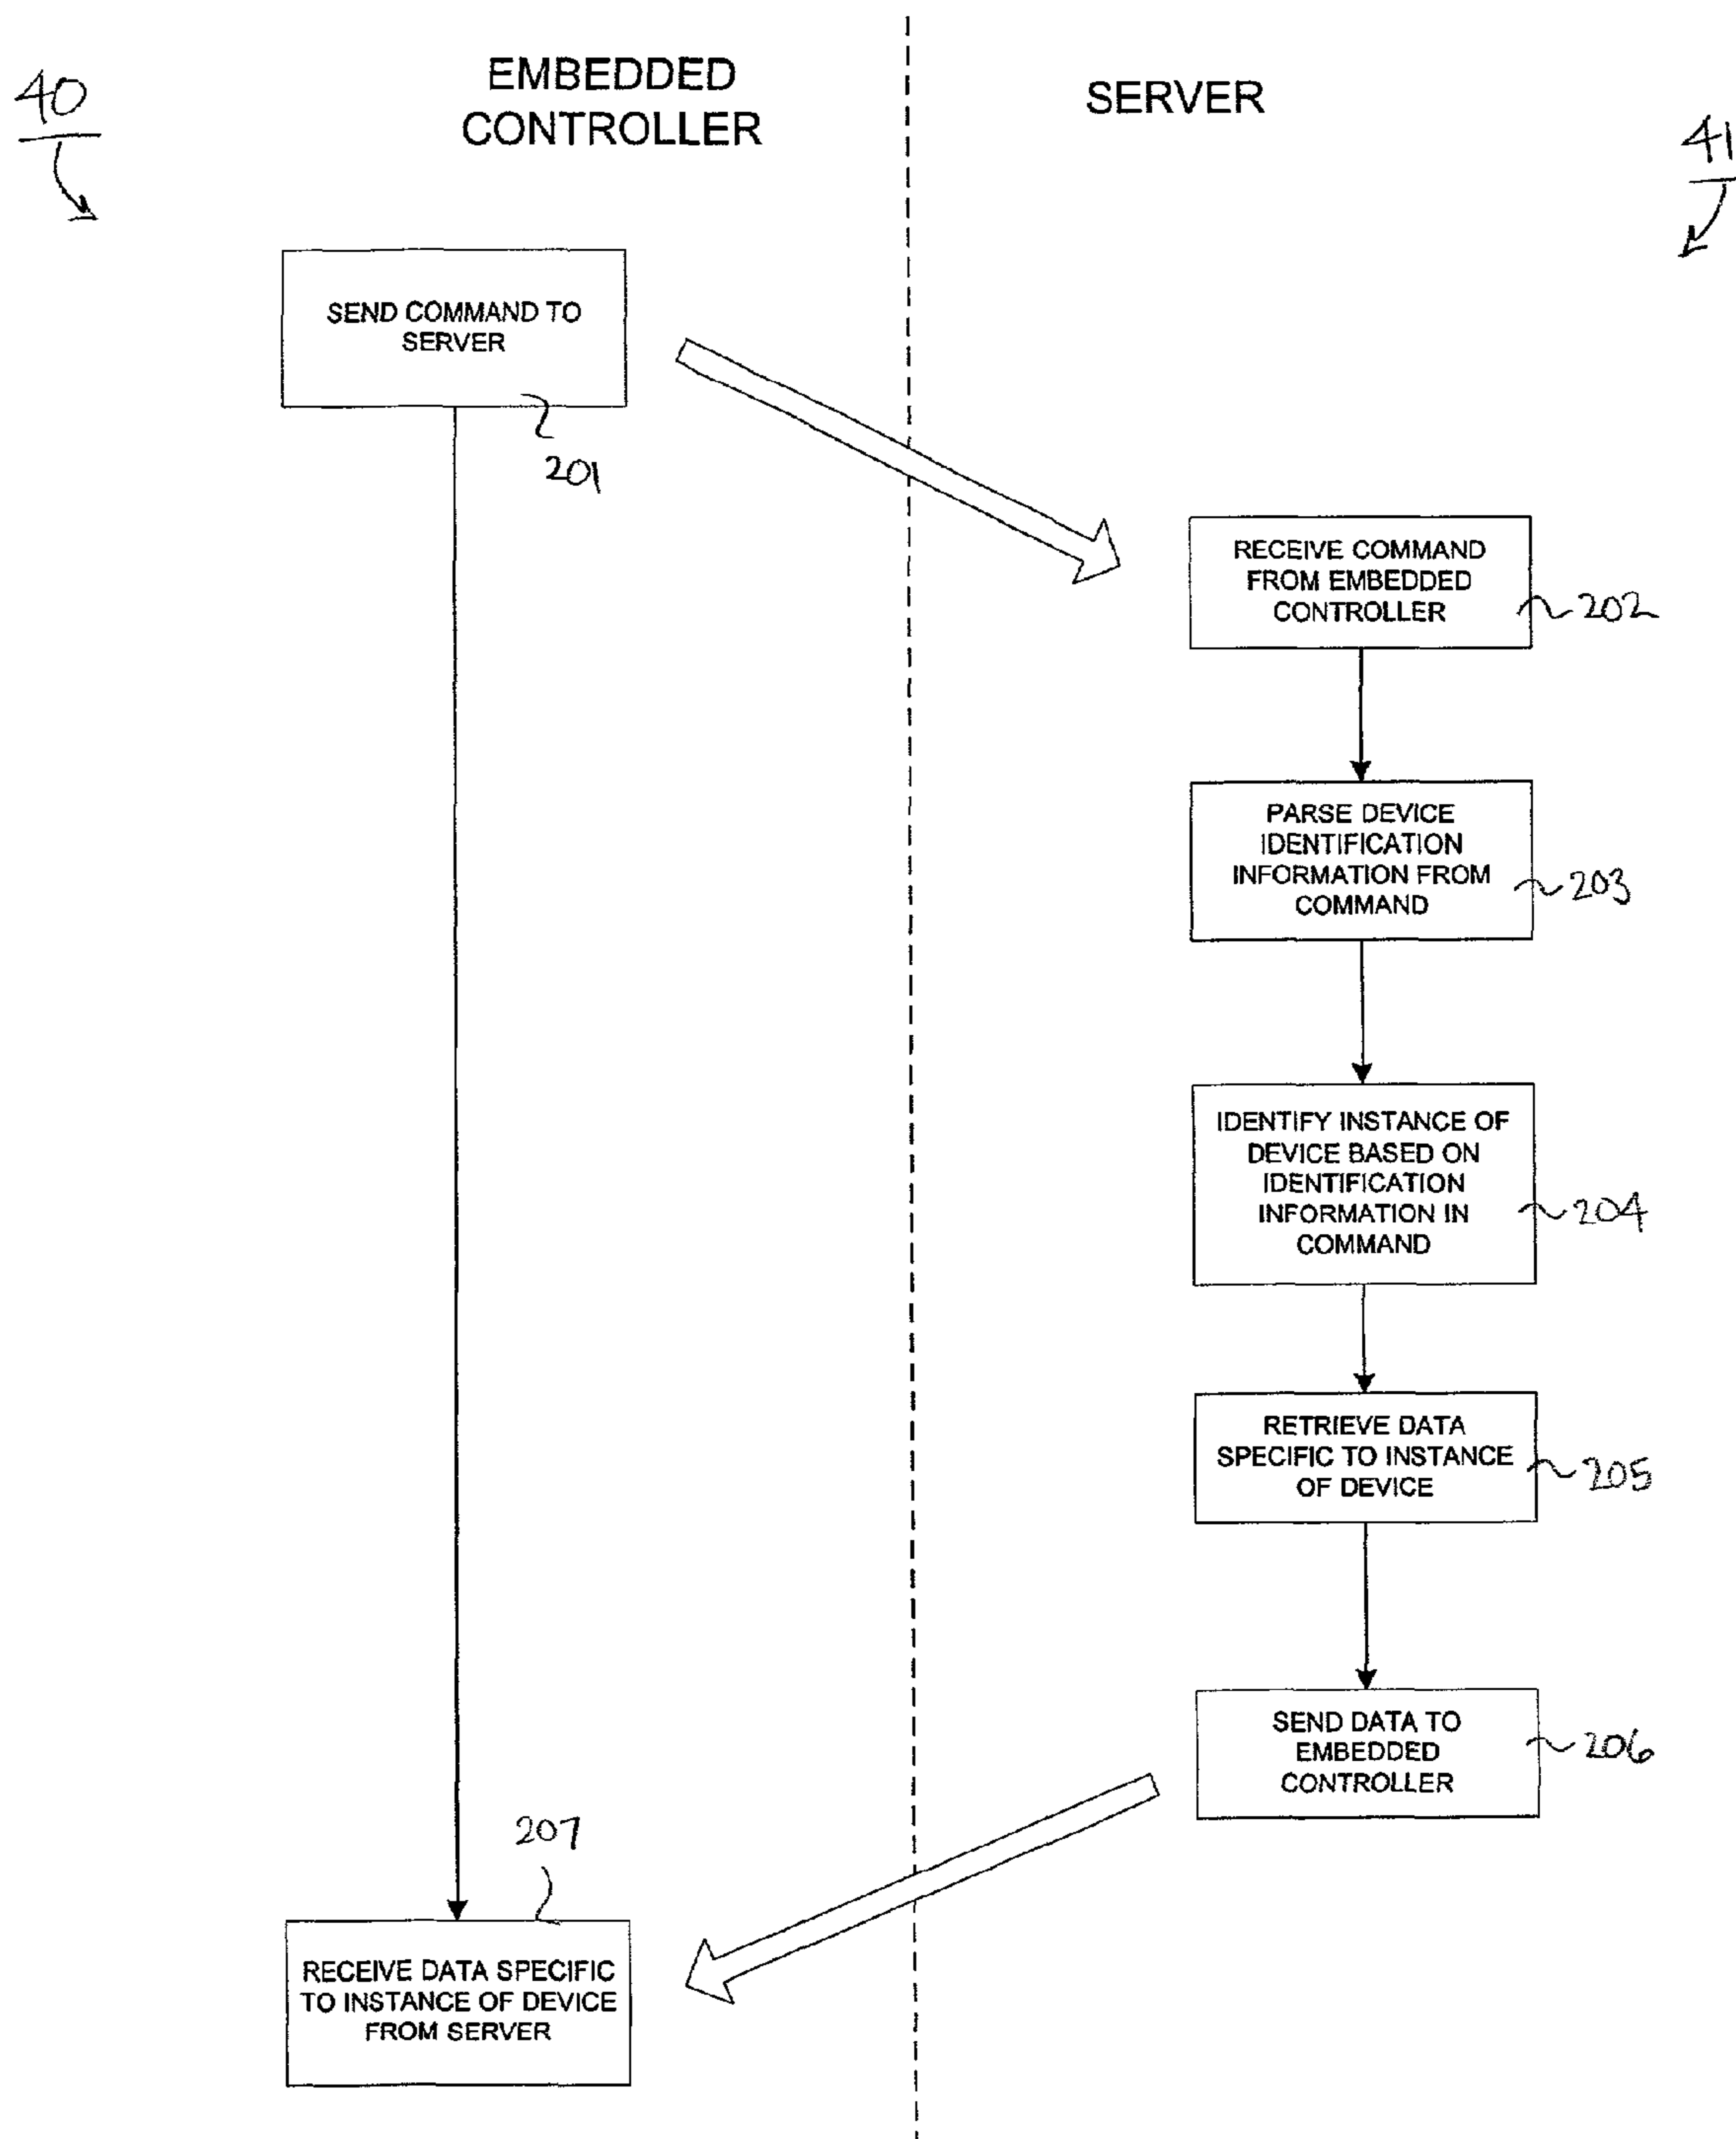 40
EMBEDDED
CONTROLLER
SERVER
41
SEND COMMAND TO
SERVER
201
RECEIVE COMMAND
FROM EMBEDDED
CONTROLLER
202
PARSE DEVICE
IDENTIFICATION
INFORMATION FROM
COMMAND
203
IDENTIFY INSTANCE OF
DEVICE BASED ON
IDENTIFICATION
INFORMATION IN
COMMAND
204
RETRIEVE DATA
SPECIFIC TO INSTANCE
OF DEVICE
205
SEND DATA TO
EMBEDDED
CONTROLLER
206
207
RECEIVE DATA SPECIFIC
TO INSTANCE OF DEVICE
FROM SERVER